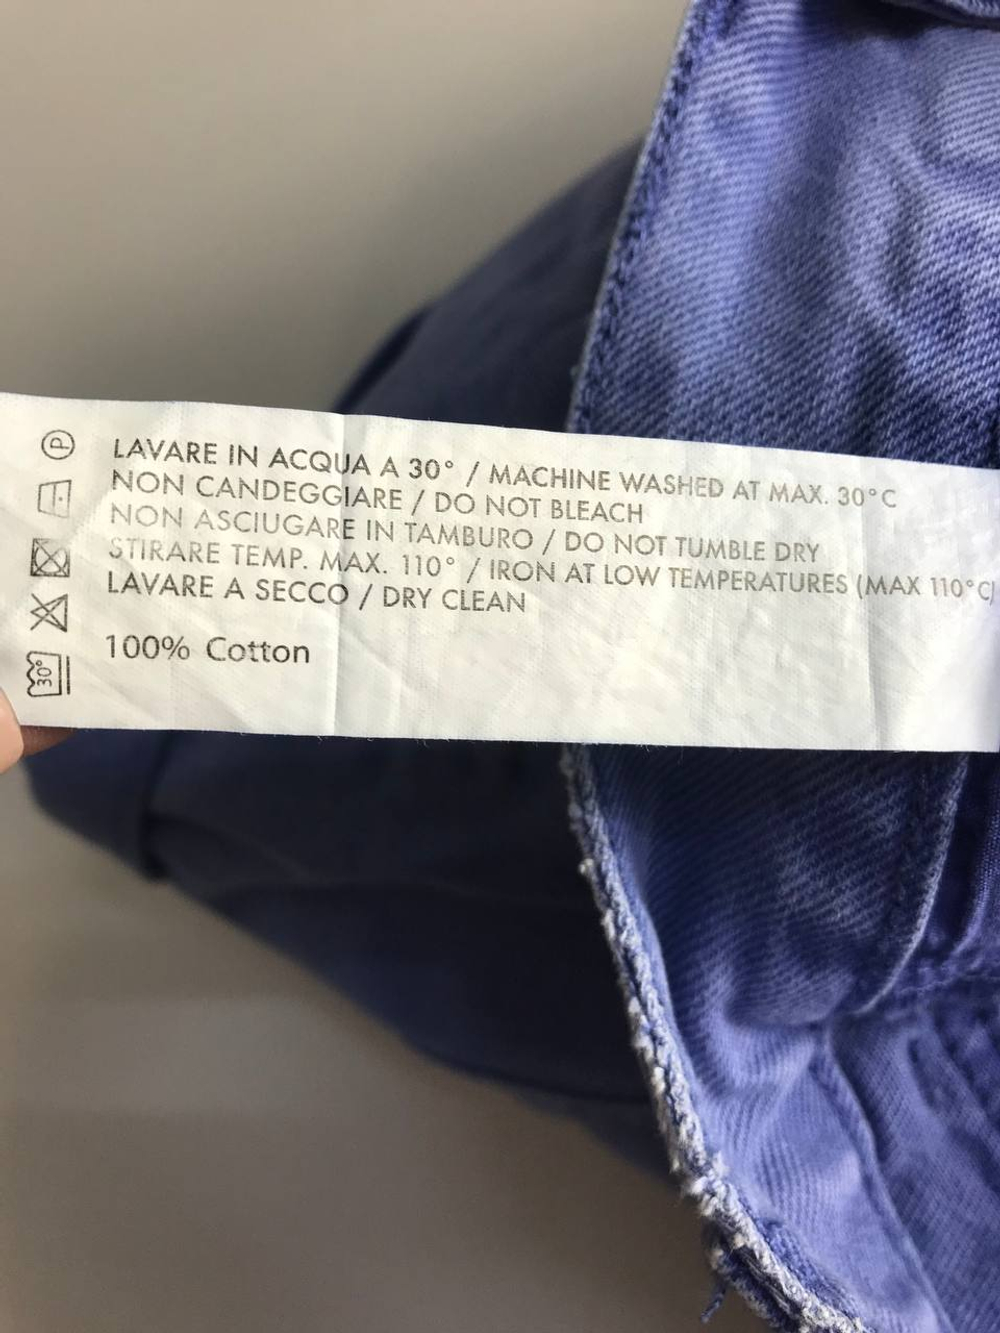 LAVARE IN ACQUA A 30° / MACHINE WASHED AT MAX. 30°C
NON CANDEGGIARE / DO NOT BLEACH
NON ASCIUGARE IN TAMBURO / DO NOT TUMBLE DRY
STIRARE TEMP. MAX. 110° / IRON AT LOW TEMPERATURES (MAX 110°C)
LAVARE A SECCO / DRY CLEAN
100% Cotton
P
30°